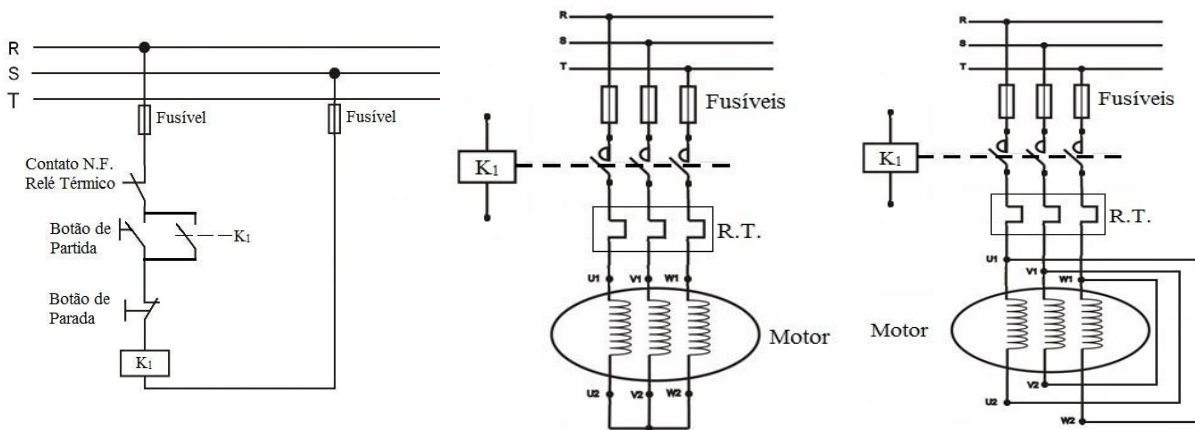 R
S
T
Fusível
Fusível
Contato N.F.
Relé Térmico
Botão de
Partida
K1
Botão de
Parada
K1
R
S
T
Fusíveis
K1
R.T.
U1 V1 W1
Motor
U2 V2 W2
R
S
T
Fusíveis
K1
R.T.
U1
V1
W1
Motor
V2
U2
W2